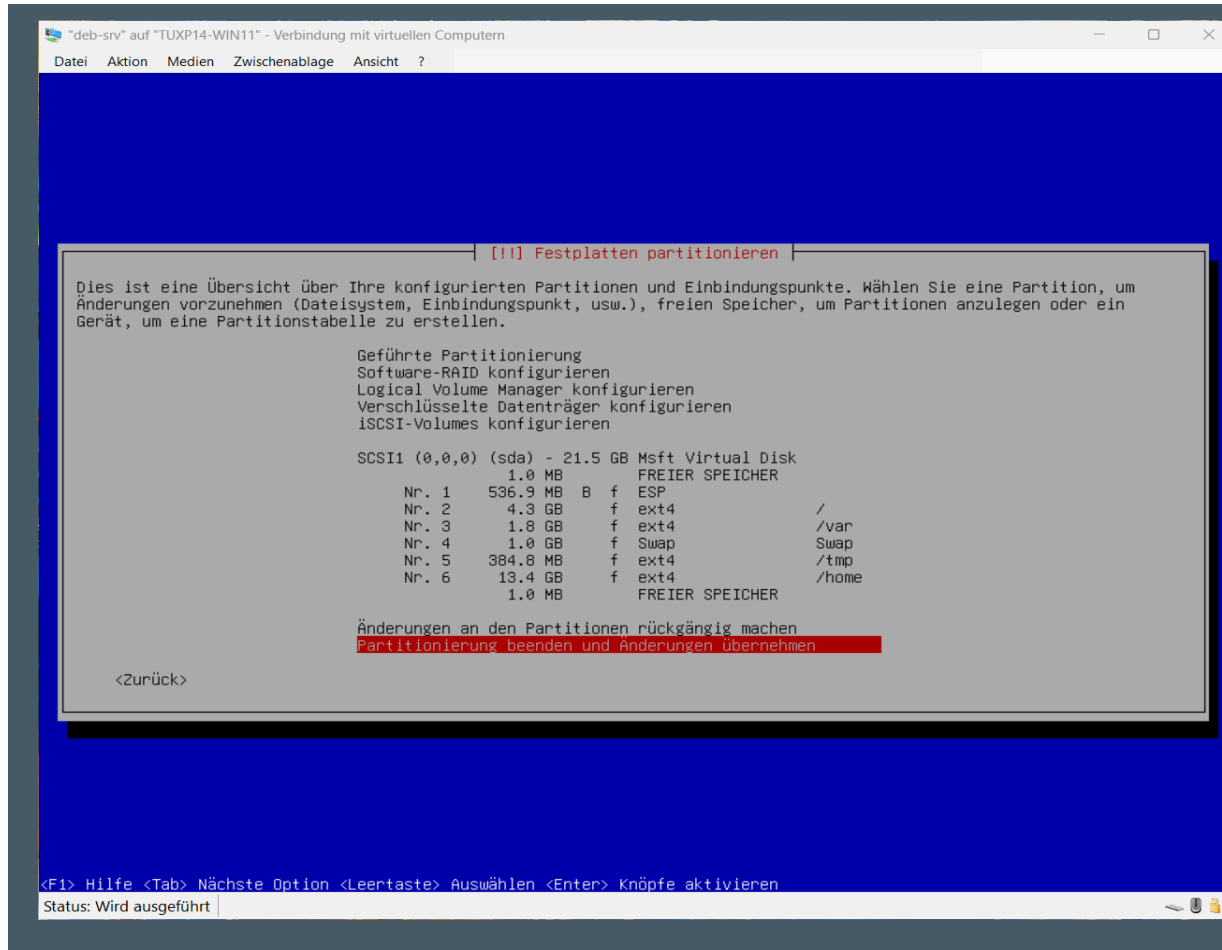 "deb-srv" auf "TUXP14-WIN11" - Verbindung mit virtuellen Computern
Datei Aktion Medien Zwischenablage Ansicht ?
[!!] Festplatten partitionieren
Dies ist eine Übersicht über Ihre konfigurierten Partitionen und Einbindungspunkte. Wählen Sie eine Partition, um
Änderungen vorzunehmen (Dateisystem, Einbindungspunkt, usw.), freien Speicher, um Partitionen anzulegen oder ein
Gerät, um eine Partitionstabelle zu erstellen.
Geführte Partitionierung
Software-RAID konfigurieren
Logical Volume Manager konfigurieren
Verschlüsselte Datenträger konfigurieren
iSCSI-Volumes konfigurieren
SCSI1 (0,0,0) (sda) - 21.5 GB Msft Virtual Disk
1.0 MB FREIER SPEICHER
Nr. 1 536.9 MB B f ESP
Nr. 2 4.3 GB f ext4 /
Nr. 3 1.8 GB f ext4 /var
Nr. 4 1.0 GB f Swap Swap
Nr. 5 384.8 MB f ext4 /tmp
Nr. 6 13.4 GB f ext4 /home
1.0 MB FREIER SPEICHER
Änderungen an den Partitionen rückgängig machen
Partitionierung beenden und Änderungen übernehmen
<Zurück>
<F1> Hilfe <Tab> Nächste Option <Leertaste> Auswählen <Enter> Knöpfe aktivieren
Status: Wird ausgeführt